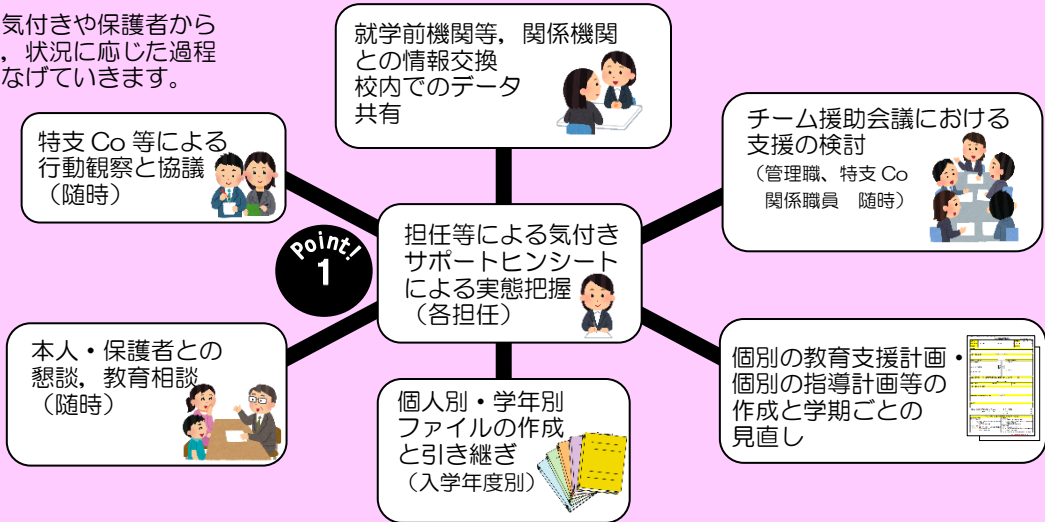 気付きや保護者から
，状況に応じた過程
なげていきます。
就学前機関等，関係機関
との情報交換
校内でのデータ
共有
特支 Co 等による
行動観察と協議
（随時）
チーム援助会議における
支援の検討
（管理職、特支 Co
関係職員　随時）
Point!
1
担任等による気付き
サポートヒンシート
による実態把握
（各担任）
本人・保護者との
懇談，教育相談
（随時）
個人別・学年別
ファイルの作成
と引き継ぎ
（入学年度別）
個別の教育支援計画・
個別の指導計画等の
作成と学期ごとの
見直し